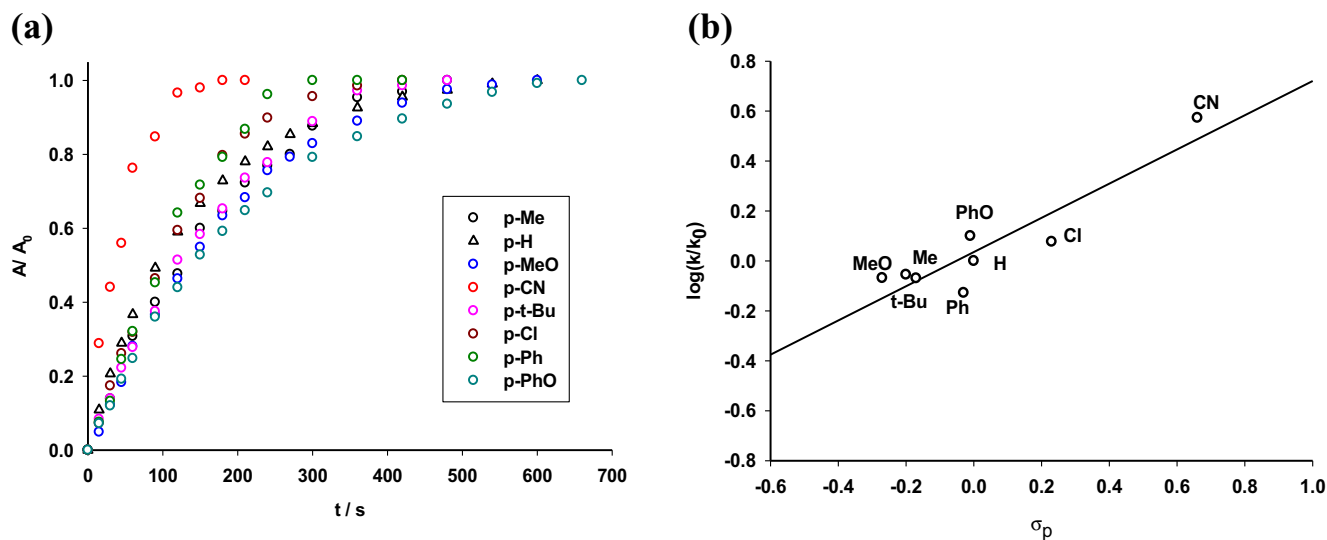 (a)
A/ A0
1.0
0.8
0.6
0.4
0.2
0.0
p-Me
p-H
p-MeO
p-CN
p-t-Bu
p-Cl
p-Ph
p-PhO
0 100 200 300 400 500 600 700
t / s
(b)
log(k/k0)
0.8
0.6
0.4
0.2
0.0
-0.2
-0.4
-0.6
-0.8
CN
PhO
Cl
MeO
Me
H
t-Bu
Ph
-0.6 -0.4 -0.2 0.0 0.2 0.4 0.6 0.8 1.0
σp